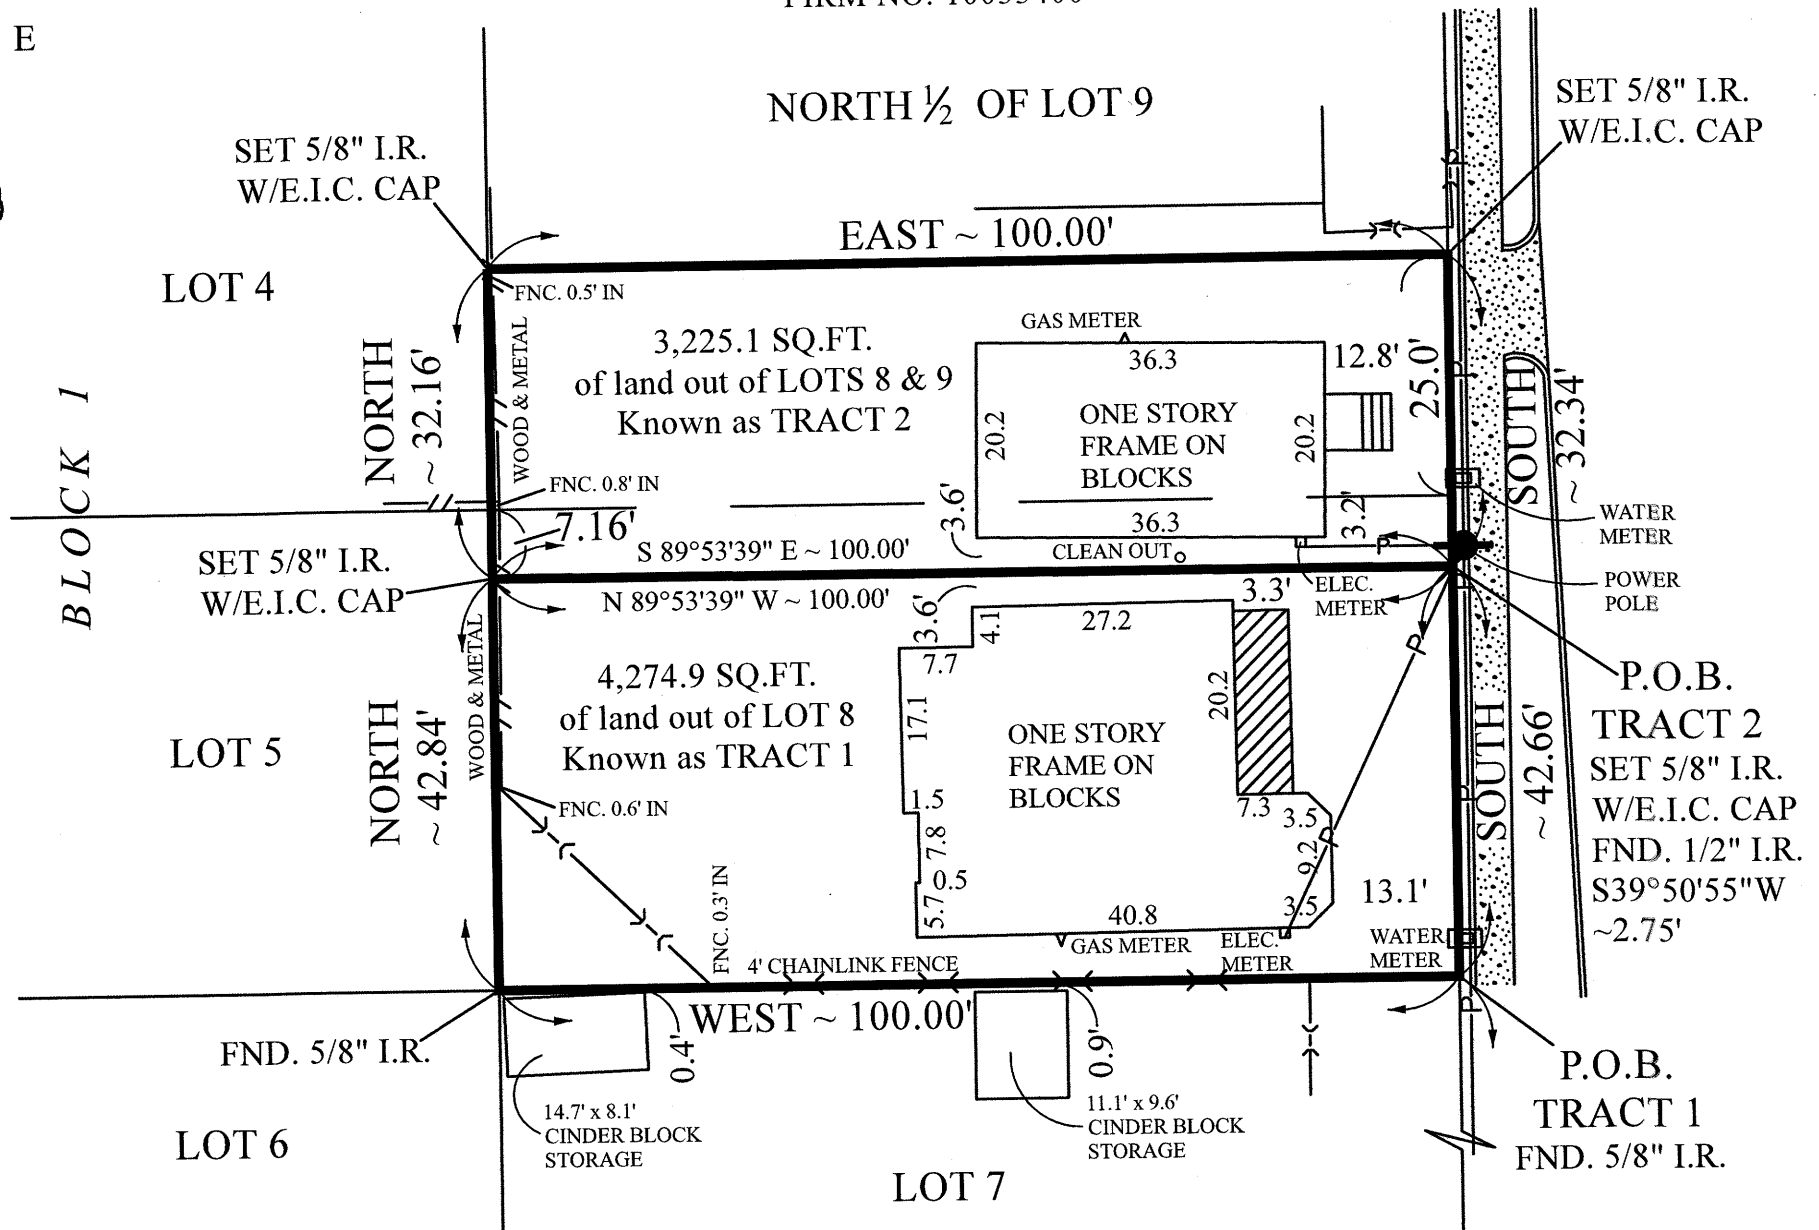 E
NORTH ½ OF LOT 9
SET 5/8" I.R.
W/E.I.C. CAP
SET 5/8" I.R.
W/E.I.C. CAP
EAST ~ 100.00'
LOT 4
FNC. 0.5' IN
WOOD & METAL
NORTH
~ 32.16'
3,225.1 SQ.FT.
of land out of LOTS 8 & 9
Known as TRACT 2
GAS METER
36.3
12.8'
25.0'
20.2
ONE STORY
FRAME ON
BLOCKS
20.2
SOUTH
~ 32.34'
BLOCK 1
FNC. 0.8' IN
7.16'
3.6'
36.3
3.2'
P
P
P
WATER
METER
S 89°53'39" E ~ 100.00'
CLEAN OUT
ELEC.
METER
POWER
POLE
SET 5/8" I.R.
W/E.I.C. CAP
N 89°53'39" W ~ 100.00'
3.6'
4.1
27.2
3.3'
7.7
P
P
WOOD & METAL
4,274.9 SQ.FT.
of land out of LOT 8
Known as TRACT 1
17.1
20.2
P.O.B.
TRACT 2
SET 5/8" I.R.
W/E.I.C. CAP
FND. 1/2" I.R.
S39°50'55"W
~2.75'
LOT 5
NORTH
~ 42.84'
ONE STORY
FRAME ON
BLOCKS
SOUTH
~ 42.66'
FNC. 0.6' IN
1.5
7.8
0.5
5.7
7.3
3.5
9.2
3.5
P
P
13.1'
40.8
FNC. 0.3' IN
GAS METER
ELEC.
METER
WATER
METER
4' CHAINLINK FENCE
WEST ~ 100.00'
P
FND. 5/8" I.R.
0.4'
0.9'
14.7' x 8.1'
CINDER BLOCK
STORAGE
11.1' x 9.6'
CINDER BLOCK
STORAGE
P.O.B.
TRACT 1
FND. 5/8" I.R.
LOT 6
LOT 7